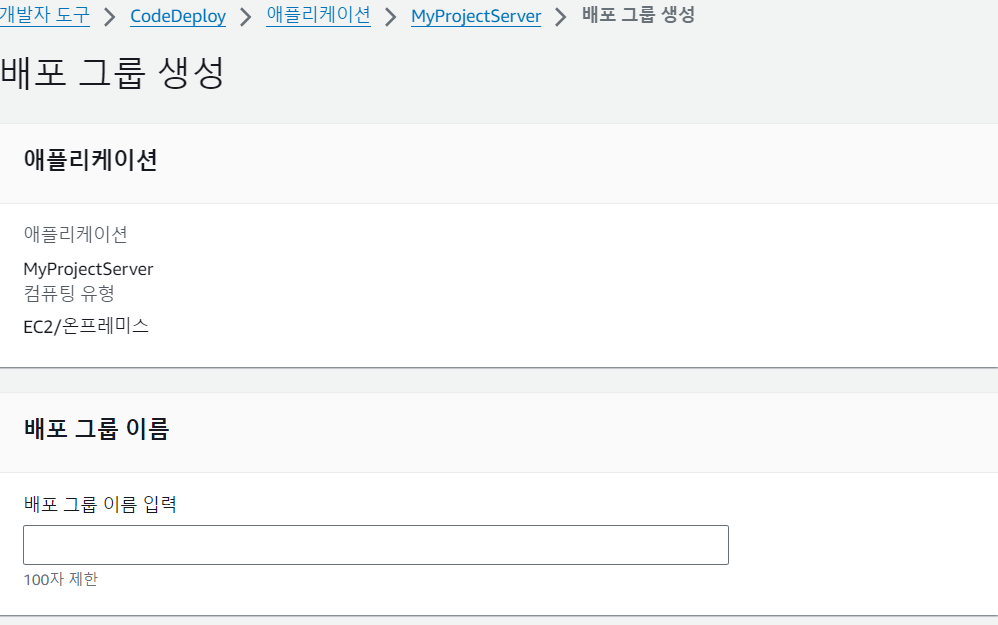 개발자 도구 > CodeDeploy > 애플리케이션 > MyProjectServer > 배포 그룹 생성
배포 그룹 생성
애플리케이션
애플리케이션
MyProjectServer
컴퓨팅 유형
EC2/온프레미스
배포 그룹 이름
배포 그룹 이름 입력
100자 제한